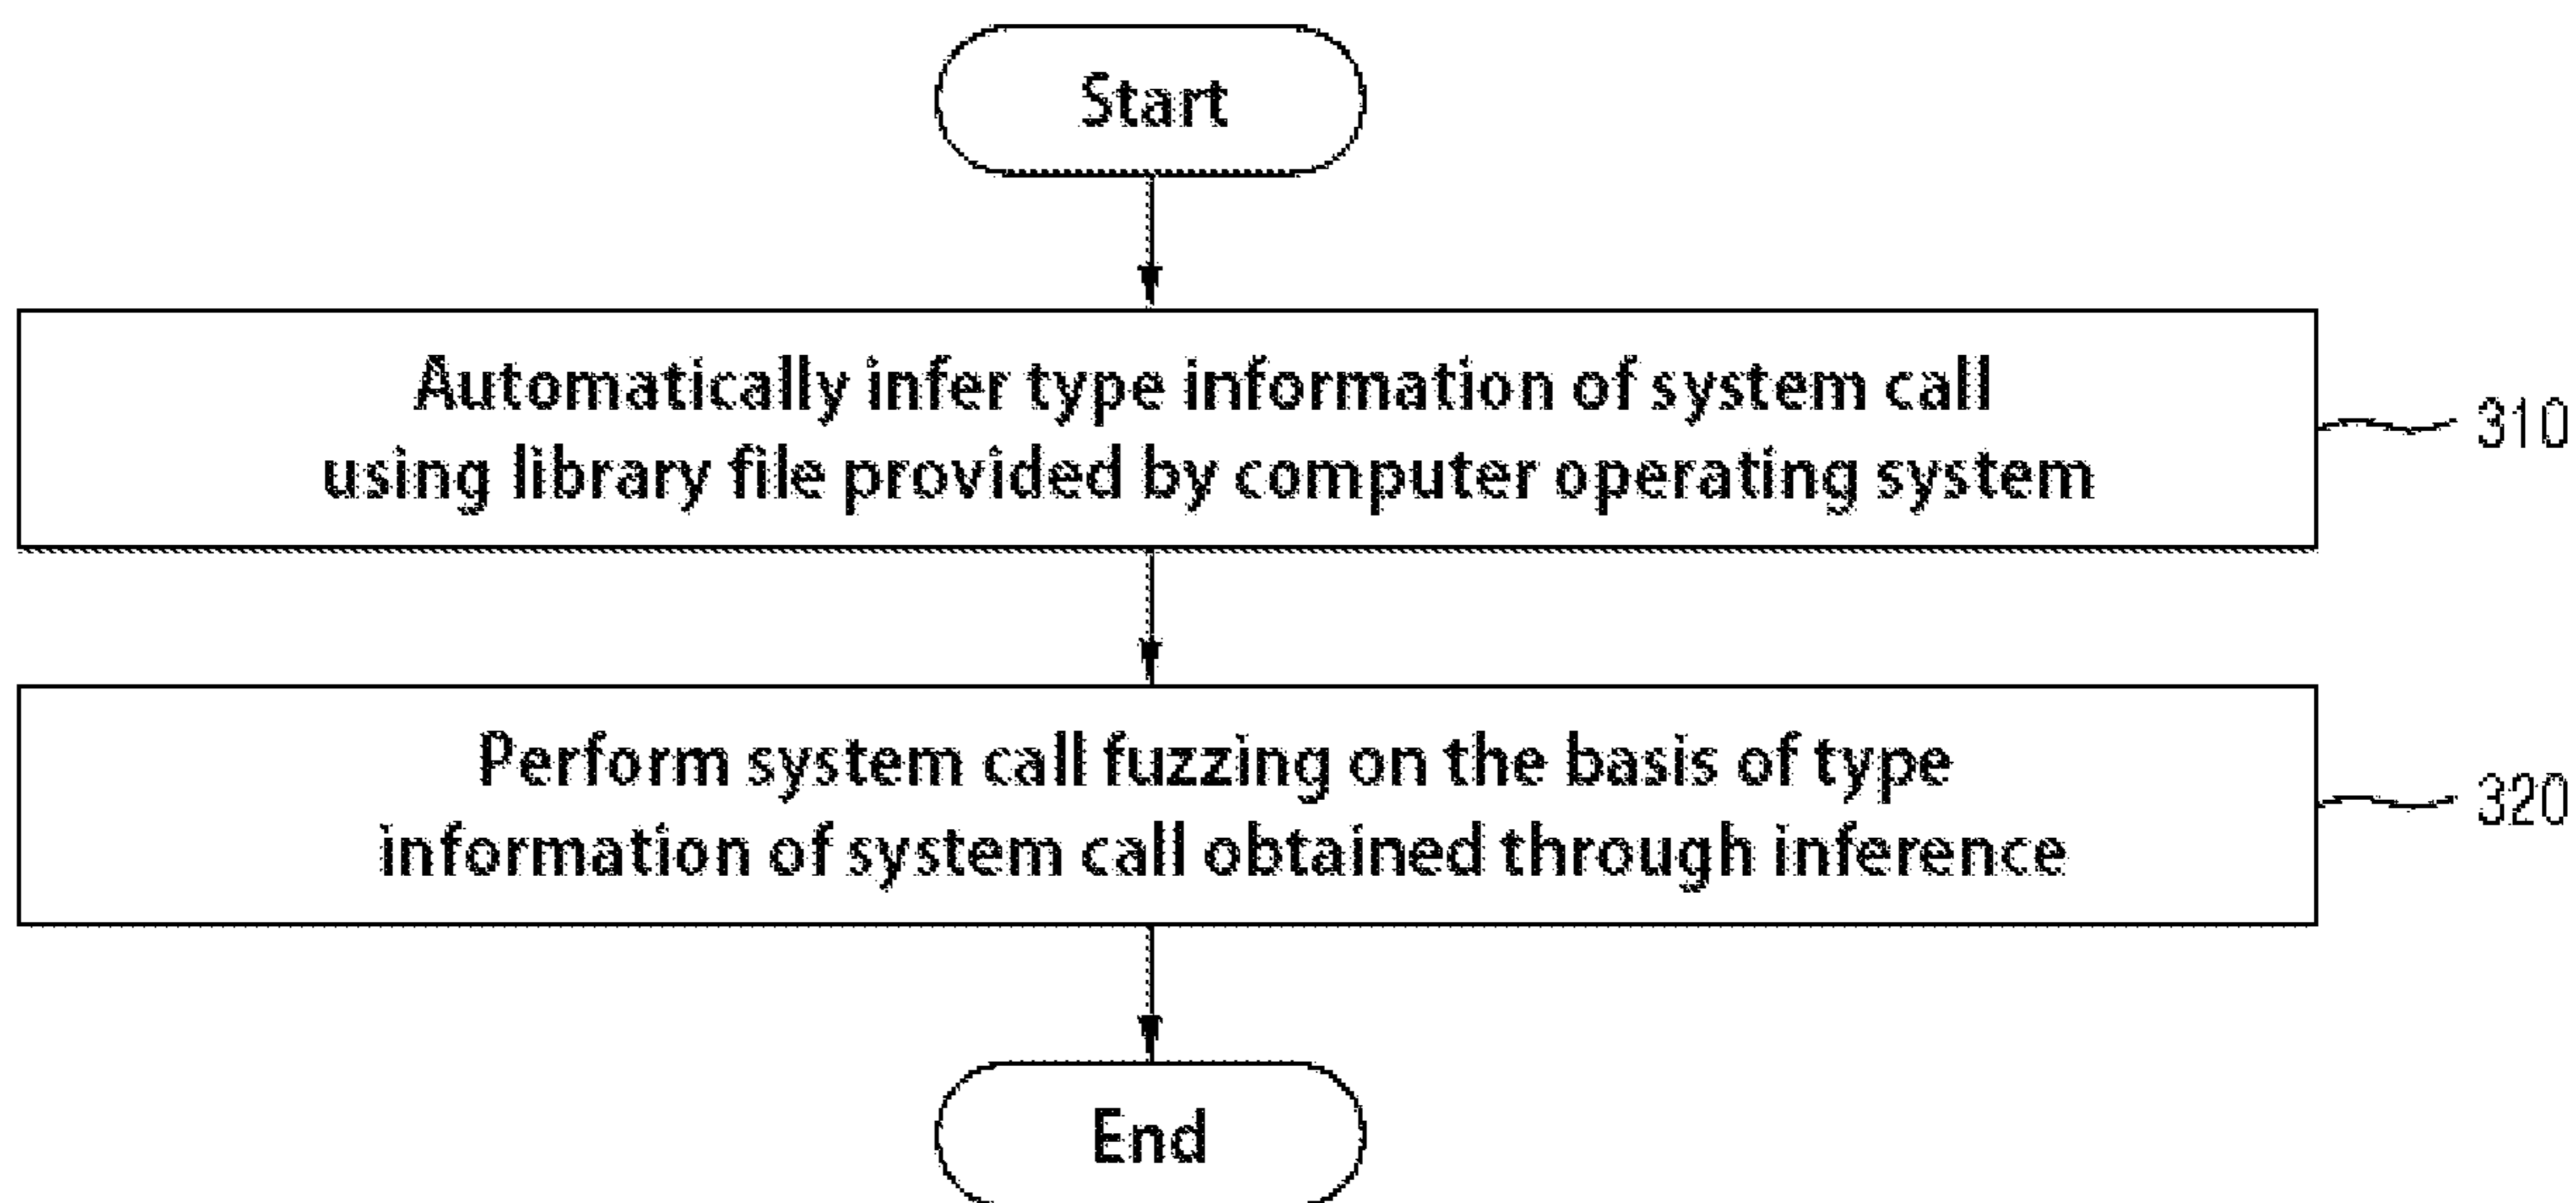 Start
Automatically infer type information of system call
using library file provided by computer operating system
310
Perform system call fuzzing on the basis of type
information of system call obtained through inference
320
End